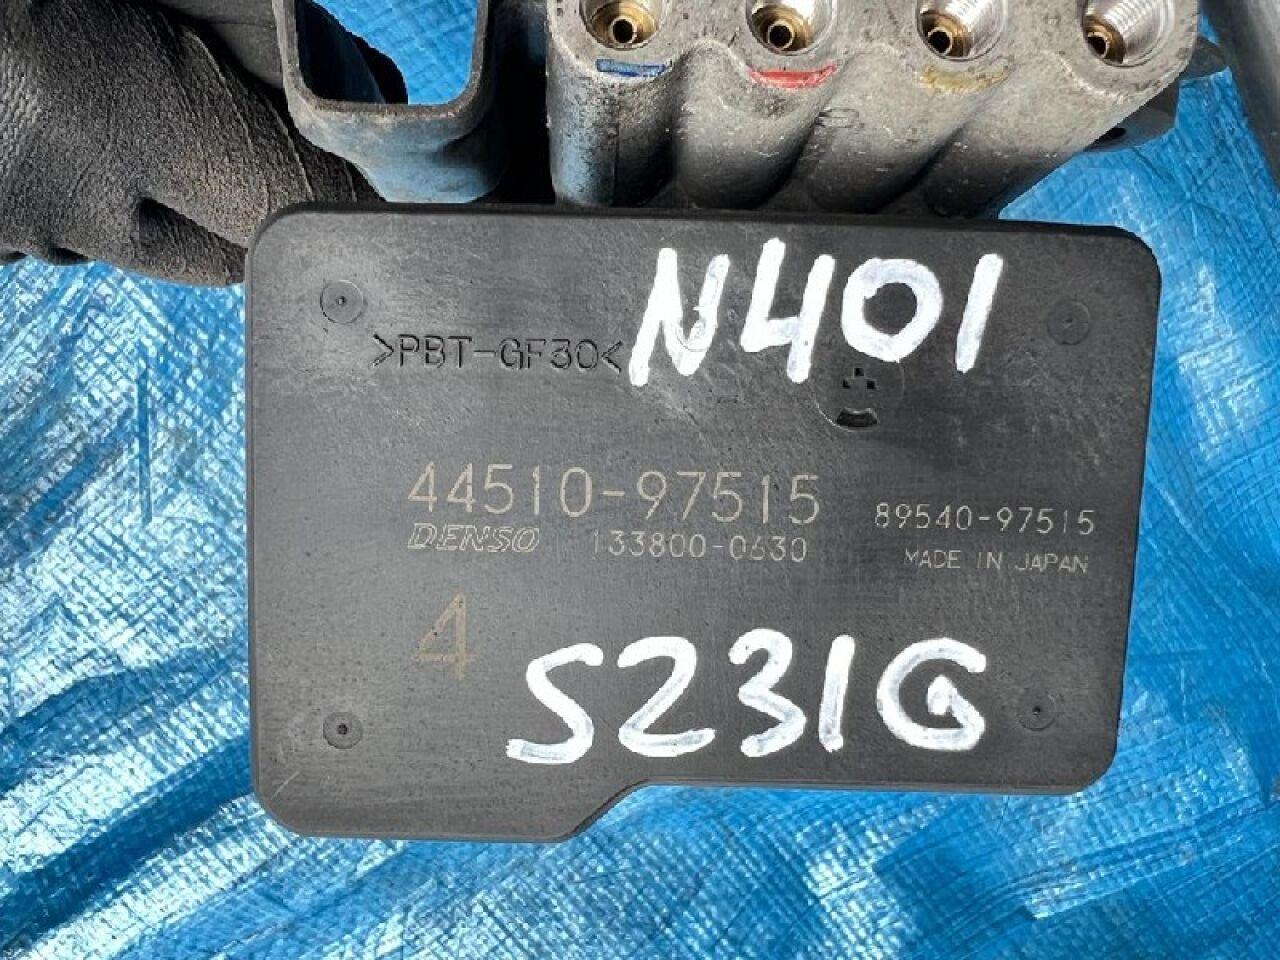 N401
>PBT-GF30<
44510-97515
DENSO 133800-0630
89540-97515
MADE IN JAPAN
4
S231G